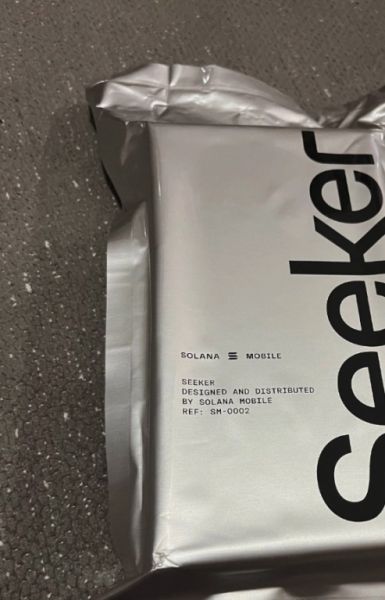 Seeker
SOLANA MOBILE
SEEKER
DESIGNED AND DISTRIBUTED
BY SOLANA MOBILE
REF: SM-0002